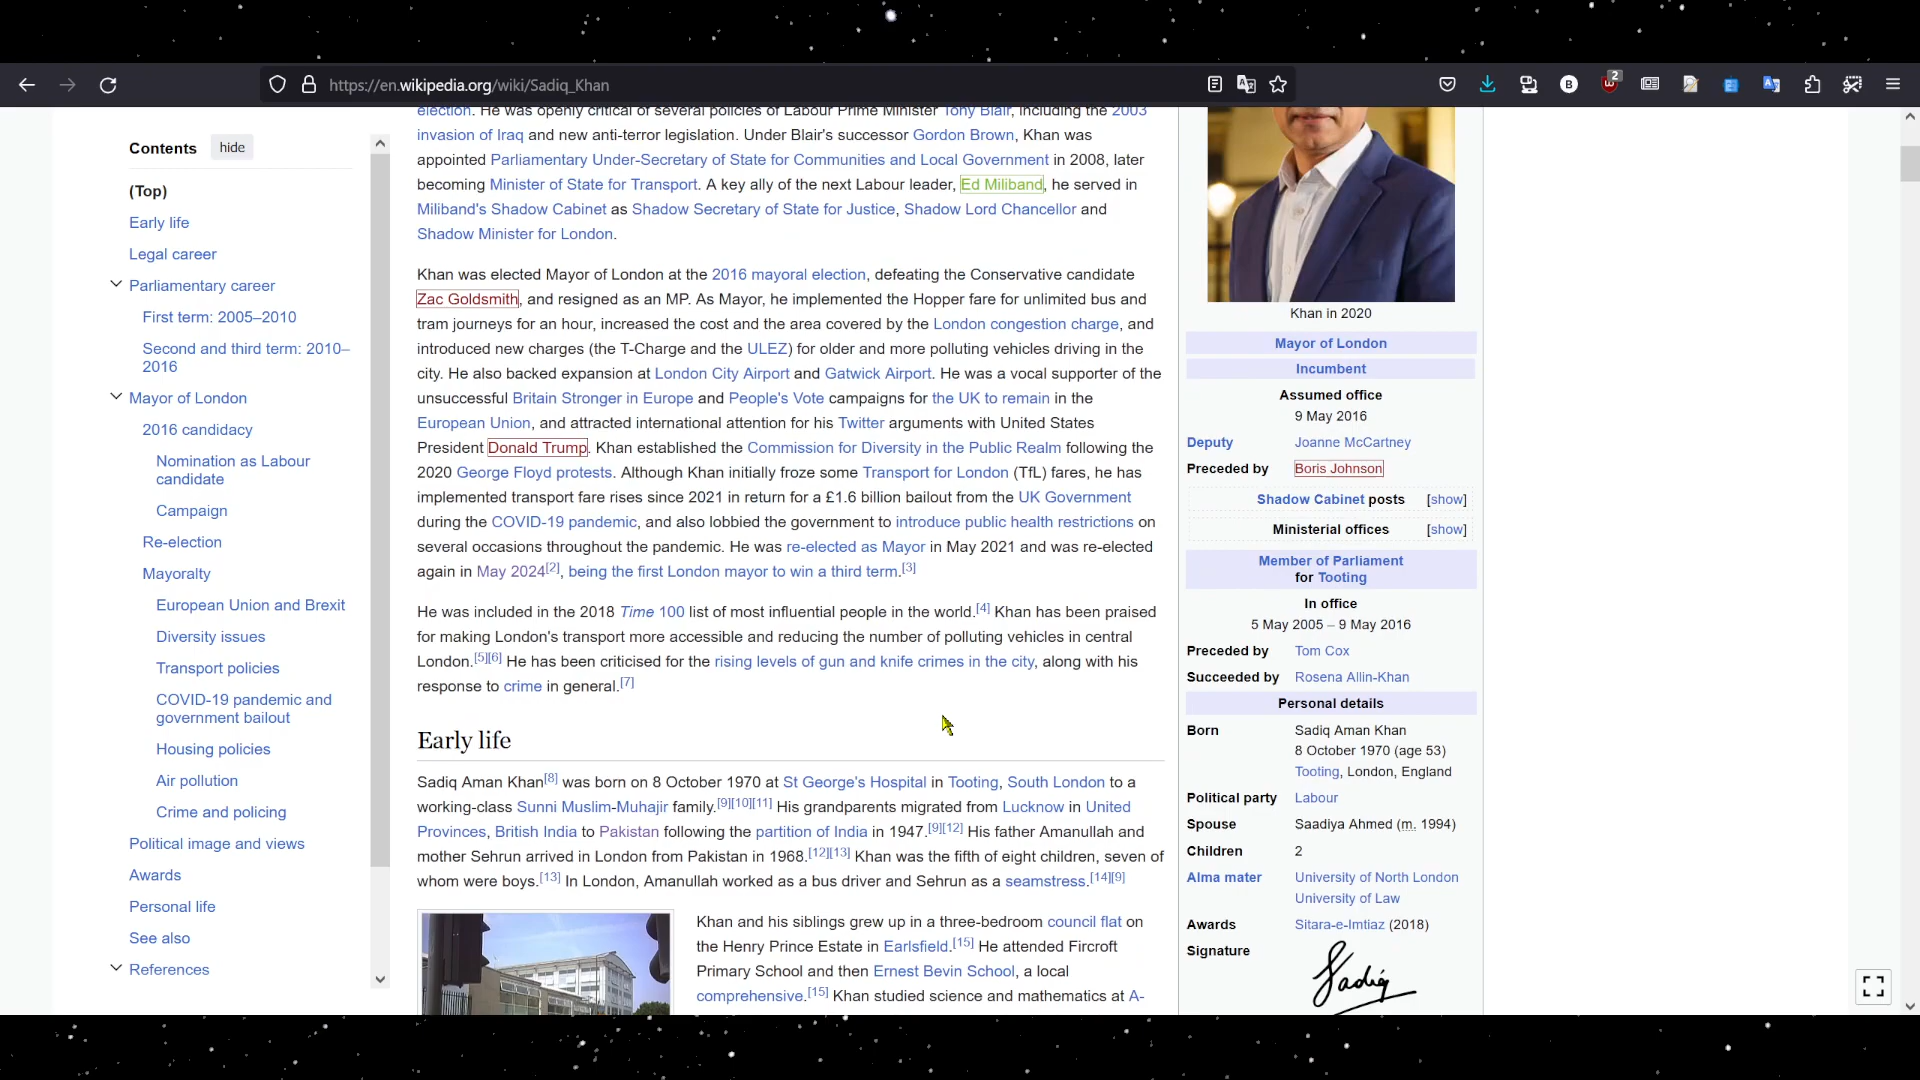 https://en.wikipedia.org/wiki/Sadiq_Khan
2
Contents hide
(Top)
Early life
Legal career
Parliamentary career
First term: 2005–2010
Second and third term: 2010–
2016
Mayor of London
2016 candidacy
Nomination as Labour
candidate
Campaign
Re-election
Mayoralty
European Union and Brexit
Diversity issues
Transport policies
COVID-19 pandemic and
government bailout
Housing policies
Air pollution
Crime and policing
Political image and views
Awards
Personal life
See also
References
election. He was openly critical of several policies of Labour Prime Minister Tony Blair, including the 2003
invasion of Iraq and new anti-terror legislation. Under Blair's successor Gordon Brown, Khan was
appointed Parliamentary Under-Secretary of State for Communities and Local Government in 2008, later
becoming Minister of State for Transport. A key ally of the next Labour leader, Ed Miliband, he served in
Miliband's Shadow Cabinet as Shadow Secretary of State for Justice, Shadow Lord Chancellor and
Shadow Minister for London.
Khan was elected Mayor of London at the 2016 mayoral election, defeating the Conservative candidate
Zac Goldsmith, and resigned as an MP. As Mayor, he implemented the Hopper fare for unlimited bus and
tram journeys for an hour, increased the cost and the area covered by the London congestion charge, and
introduced new charges (the T-Charge and the ULEZ) for older and more polluting vehicles driving in the
city. He also backed expansion at London City Airport and Gatwick Airport. He was a vocal supporter of the
unsuccessful Britain Stronger in Europe and People's Vote campaigns for the UK to remain in the
European Union, and attracted international attention for his Twitter arguments with United States
President Donald Trump. Khan established the Commission for Diversity in the Public Realm following the
2020 George Floyd protests. Although Khan initially froze some Transport for London (TfL) fares, he has
implemented transport fare rises since 2021 in return for a £1.6 billion bailout from the UK Government
during the COVID-19 pandemic, and also lobbied the government to introduce public health restrictions on
several occasions throughout the pandemic. He was re-elected as Mayor in May 2021 and was re-elected
again in May 2024[2], being the first London mayor to win a third term.[3]
He was included in the 2018 Time 100 list of most influential people in the world.[4] Khan has been praised
for making London's transport more accessible and reducing the number of polluting vehicles in central
London.[5][6] He has been criticised for the rising levels of gun and knife crimes in the city, along with his
response to crime in general.[7]
Early life
Sadiq Aman Khan[8] was born on 8 October 1970 at St George's Hospital in Tooting, South London to a
working-class Sunni Muslim-Muhajir family.[9][10][11] His grandparents migrated from Lucknow in United
Provinces, British India to Pakistan following the partition of India in 1947.[9][12] His father Amanullah and
mother Sehrun arrived in London from Pakistan in 1968.[12][13] Khan was the fifth of eight children, seven of
whom were boys.[13] In London, Amanullah worked as a bus driver and Sehrun as a seamstress.[14][9]
Khan and his siblings grew up in a three-bedroom council flat on
the Henry Prince Estate in Earlsfield.[15] He attended Fircroft
Primary School and then Ernest Bevin School, a local
comprehensive.[15] Khan studied science and mathematics at A-
Khan in 2020
Mayor of London
Incumbent
Assumed office
9 May 2016
Deputy Joanne McCartney
Preceded by Boris Johnson
Shadow Cabinet posts [show]
Ministerial offices [show]
Member of Parliament
for Tooting
In office
5 May 2005 – 9 May 2016
Preceded by Tom Cox
Succeeded by Rosena Allin-Khan
Personal details
Born Sadiq Aman Khan
8 October 1970 (age 53)
Tooting, London, England
Political party Labour
Spouse Saadiya Ahmed (m. 1994)
Children 2
Alma mater University of North London
University of Law
Awards Sitara-e-Imtiaz (2018)
Signature
Sadiq